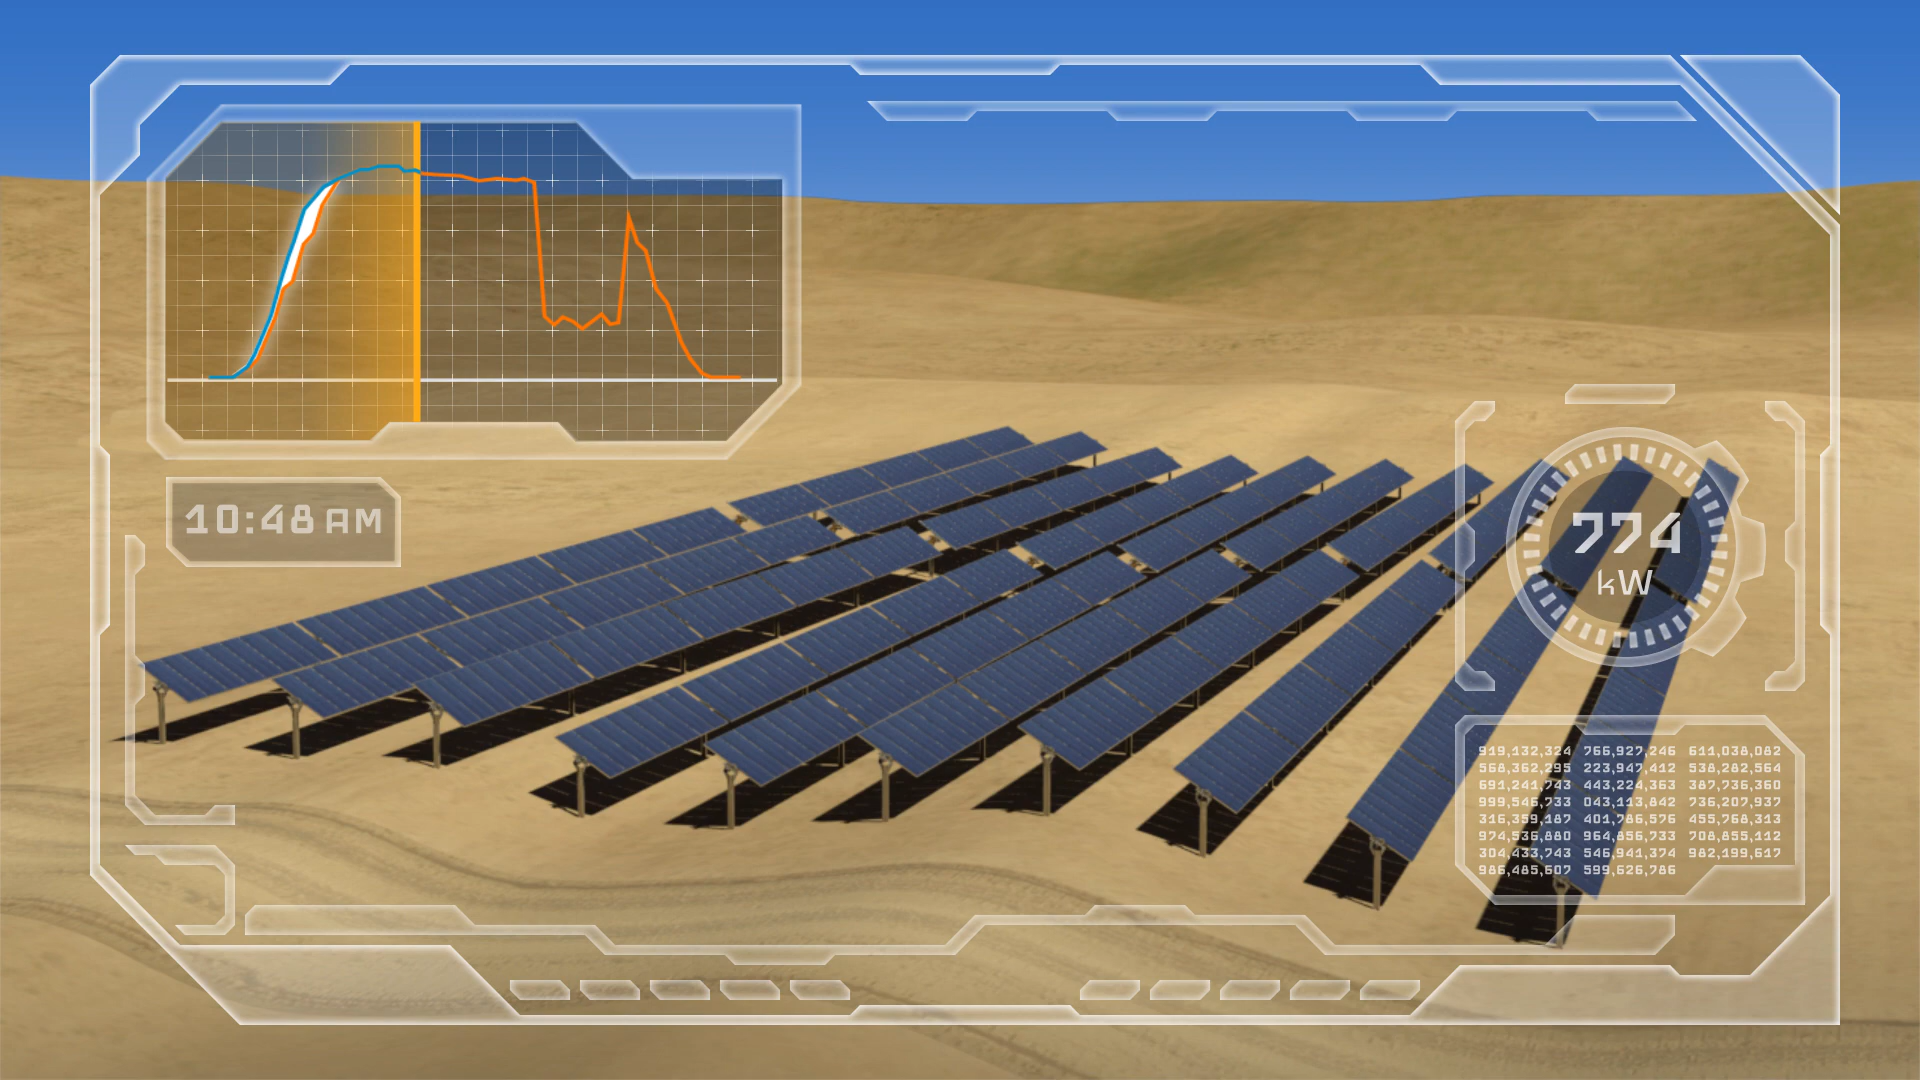 10:48 AM
774
kW
919,132,324 766,927,246 611,038,082
568,362,295 223,947,412 538,282,564
691,241,743 443,224,363 387,736,360
999,546,733 043,113,842 736,207,937
316,359,187 401,786,576 455,768,313
974,536,880 964,856,733 708,855,112
304,433,743 546,941,374 982,199,617
986,485,607 599,626,786